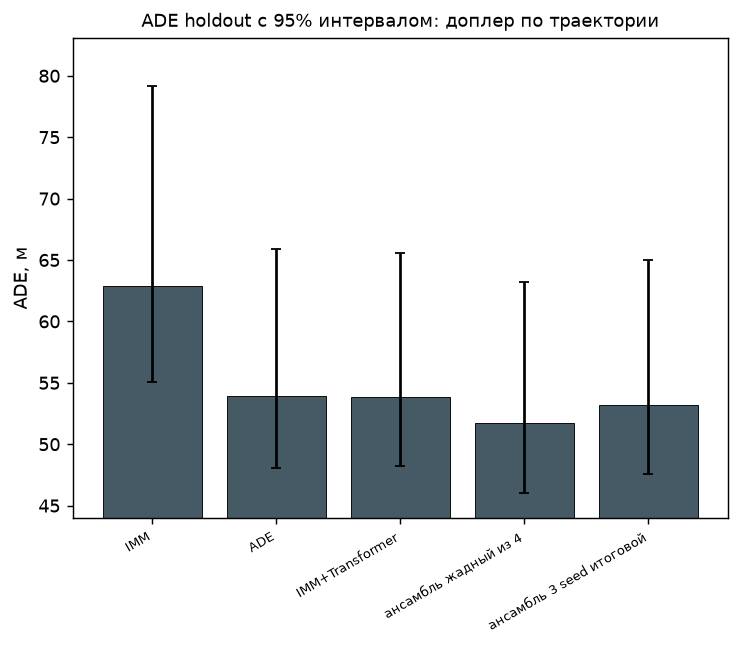 ADE holdout с 95% интервалом: доплер по траектории
ADE, м
80
75
70
65
60
55
50
45
IMM
ADE
IMM+Transformer
ансамбль жадный из 4
ансамбль 3 seed итоговой